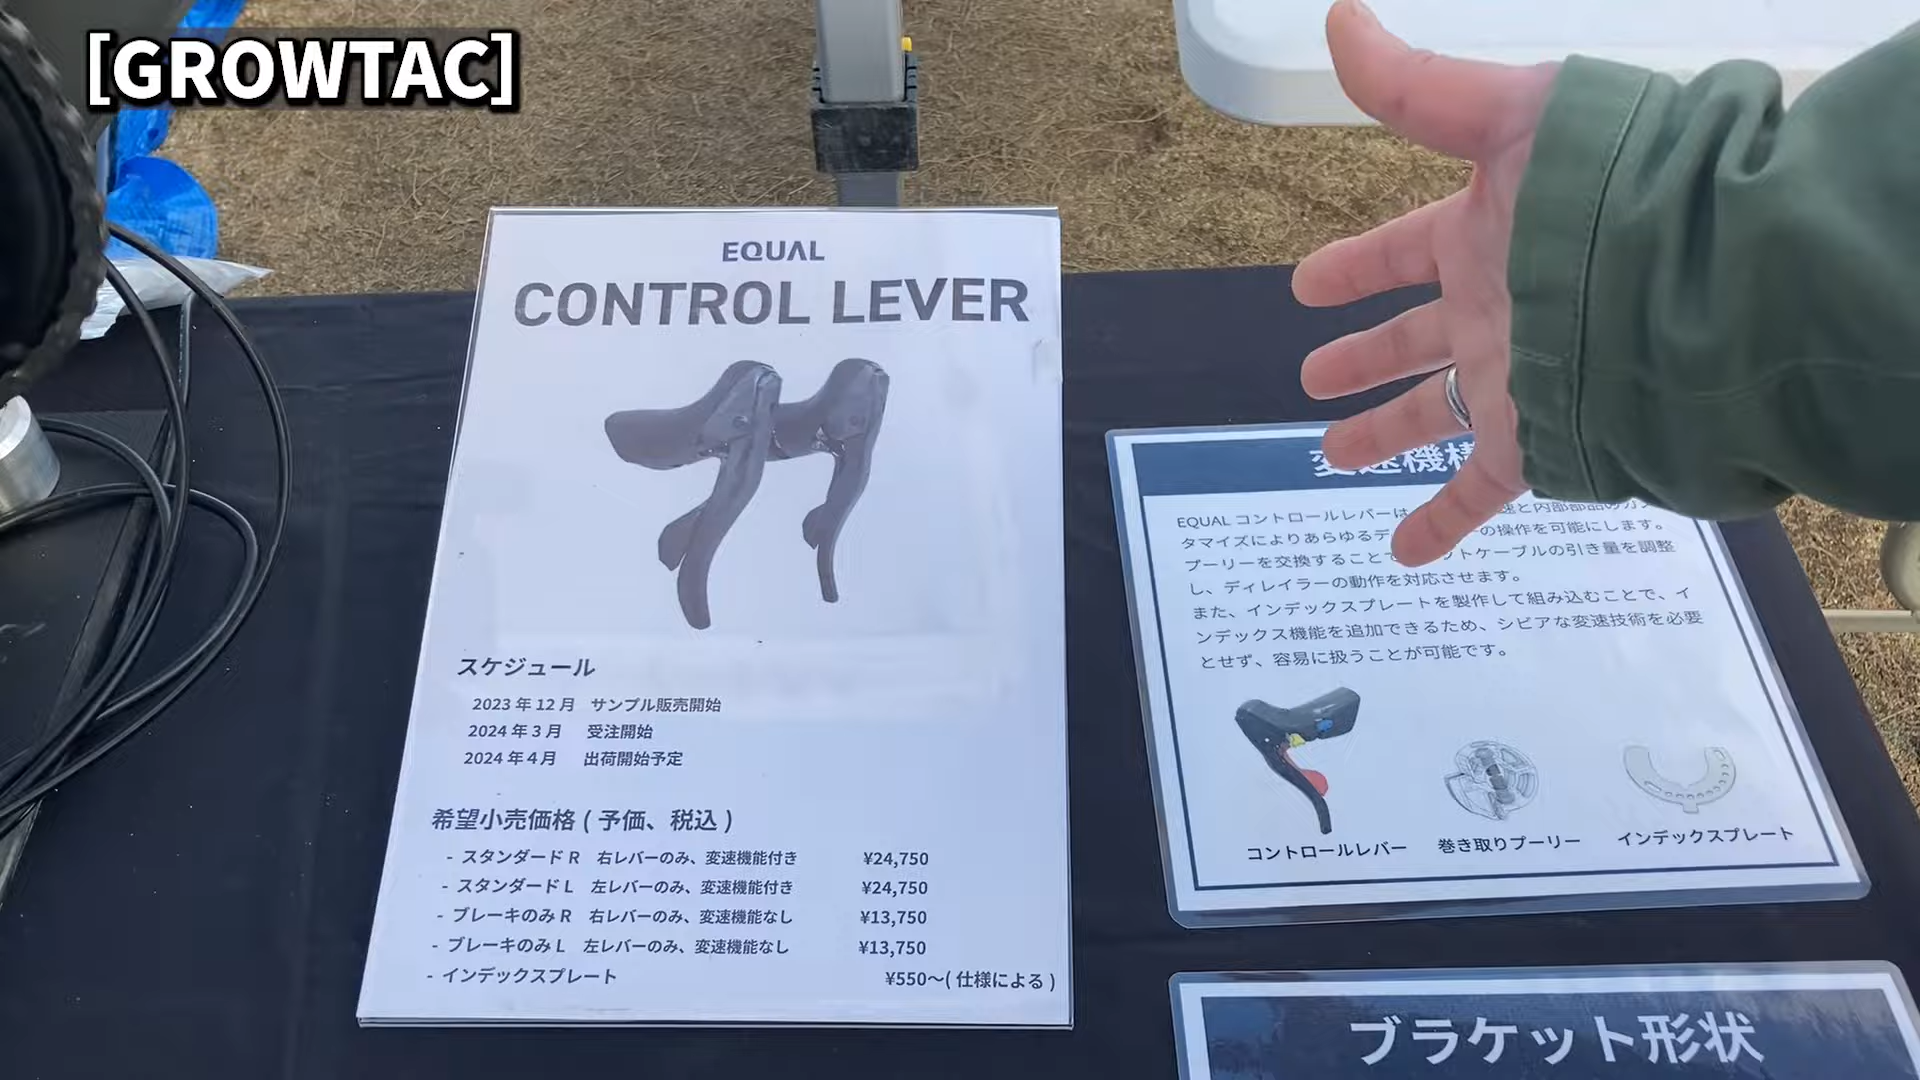 [GROWTAC]
EQUAL
CONTROL LEVER
スケジュール
2023 年 12 月 サンプル販売開始
2024 年 3 月 受注開始
2024 年 4 月 出荷開始予定
希望小売価格 ( 予価、税込 )
- スタンダード R 右レバーのみ、変速機能付き ¥24,750
- スタンダード L 左レバーのみ、変速機能付き ¥24,750
- ブレーキのみ R 右レバーのみ、変速機能なし ¥13,750
- ブレーキのみ L 左レバーのみ、変速機能なし ¥13,750
- インデックスプレート ¥550～( 仕様による )
変速機構
EQUAL コントロールレバーは 速と内部部品のカス
タマイズによりあらゆるデ の操作を可能にします。
プーリーを交換することで ットケーブルの引き量を調整
し、ディレイラーの動作を対応させます。
また、インデックスプレートを製作して組み込むことで、イ
ンデックス機能を追加できるため、シビアな変速技術を必要
とせず、容易に扱うことが可能です。
コントロールレバー 巻き取りプーリー インデックスプレート
ブラケット形状